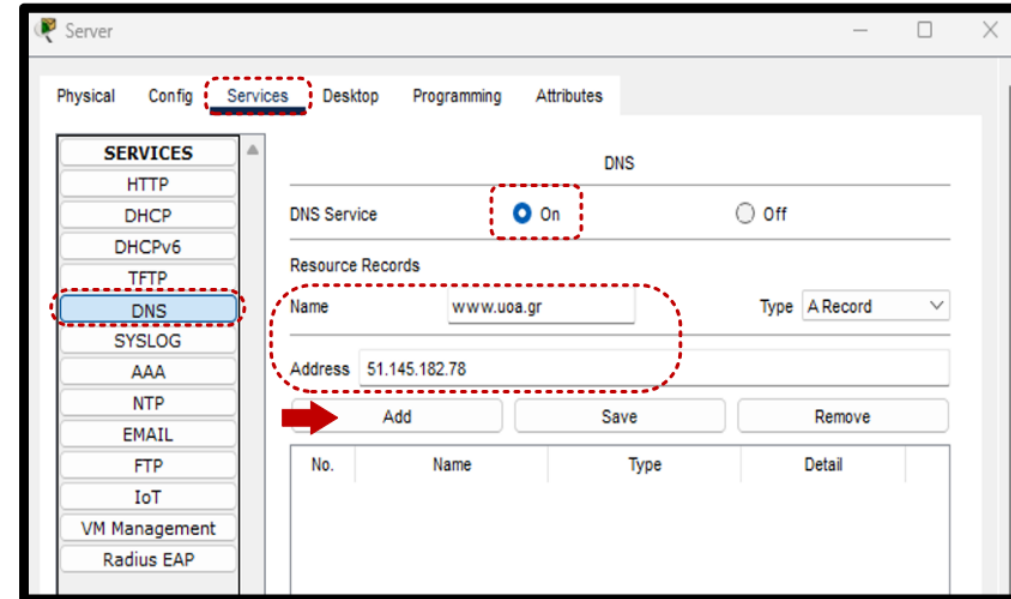 Server
Physical Config Services Desktop Programming Attributes
SERVICES
HTTP
DHCP
DHCPv6
TFTP
DNS
SYSLOG
AAA
NTP
EMAIL
FTP
IoT
VM Management
Radius EAP
DNS
DNS Service On Off
Resource Records
Name www.uoa.gr Type A Record
Address 51.145.182.78
Add Save Remove
No. Name Type Detail